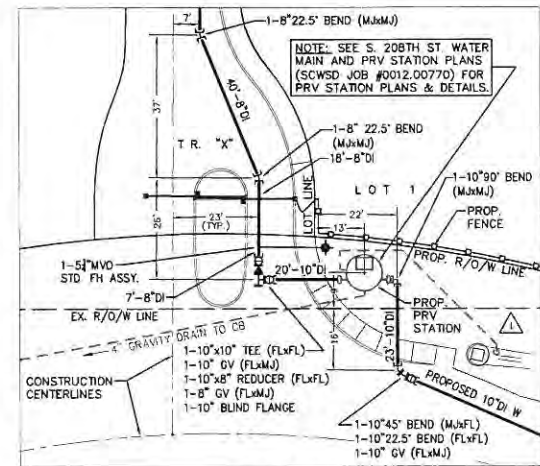 7'
1-8"22.5° BEND (MJxMJ)
NOTE: SEE S. 208TH ST. WATER
MAIN AND PRV STATION PLANS
(SCWSD JOB #0012.00770) FOR
PRV STATION PLANS & DETAILS.
40'-8"DI
37'
TR. "X"
1-8" 22.5° BEND
(MJxMJ)
18'-8"DI
LOT 1
1-10"90° BEND
(MJxMJ)
LOT LINE
22'
13'
PROP.
FENCE
26'
23'
(TYP.)
PROP. R/O/W LINE
1-5¼"MVO
STD FH ASSY.
20'-10"DI
7'-8"DI
EX. R/O/W LINE
PROP.
PRV
STATION
1
4" GRAVITY DRAIN TO CB
16'
23'-10"DI
1-10"x10" TEE (FLxFL)
1-10" GV (FLxMJ)
1-10"x8" REDUCER (FLxFL)
1-8" GV (FLxMJ)
1-10" BLIND FLANGE
CONSTRUCTION
CENTERLINES
PROPOSED 10"DI W
1-10"45° BEND (MJxFL)
1-10"22.5° BEND (FLxFL)
1-10" GV (FLxMJ)